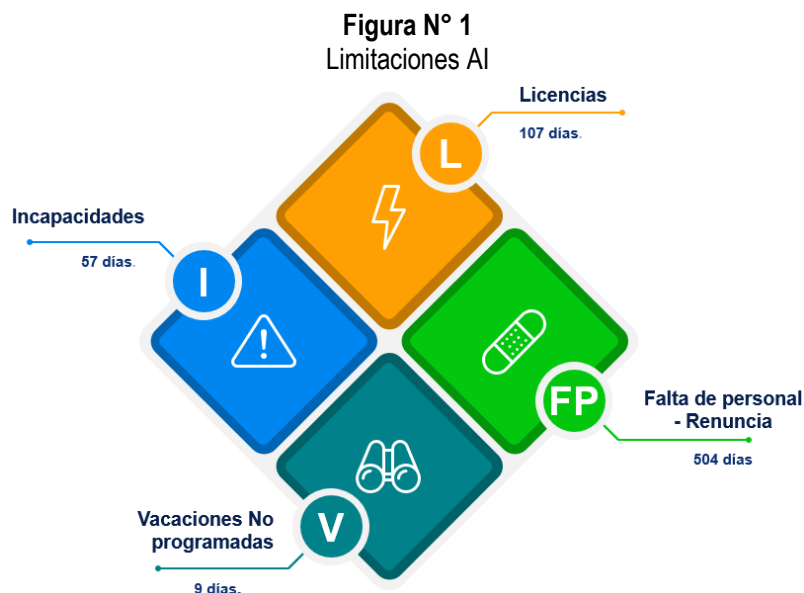 Figura N° 1
Limitaciones AI
Licencias
107 días.
L
Incapacidades
57 días.
I
FP
Falta de personal
- Renuncia
504 días
Vacaciones No
programadas
V
9 días.